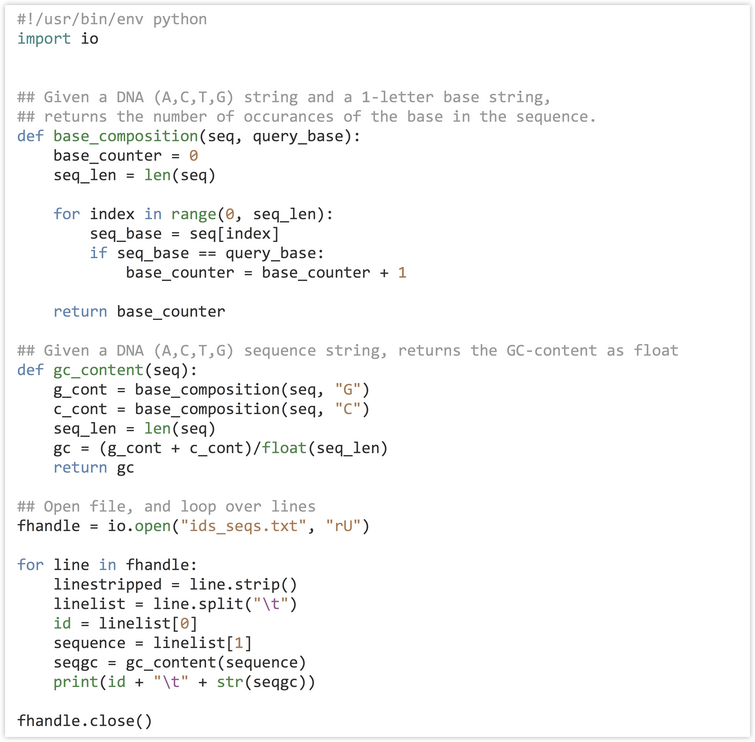 #!/usr/bin/env python
import io
## Given a DNA (A,C,T,G) string and a 1-letter base string,
## returns the number of occurances of the base in the sequence.
def base_composition(seq, query_base):
    base_counter = 0
    seq_len = len(seq)
    for index in range(0, seq_len):
        seq_base = seq[index]
        if seq_base == query_base:
            base_counter = base_counter + 1
    return base_counter
## Given a DNA (A,C,T,G) sequence string, returns the GC-content as float
def gc_content(seq):
    g_cont = base_composition(seq, "G")
    c_cont = base_composition(seq, "C")
    seq_len = len(seq)
    gc = (g_cont + c_cont)/float(seq_len)
    return gc
## Open file, and loop over lines
fhandle = io.open("ids_seqs.txt", "rU")
for line in fhandle:
    linestripped = line.strip()
    linelist = line.split("\t")
    id = linelist[0]
    sequence = linelist[1]
    seqgc = gc_content(sequence)
    print(id + "\t" + str(seqgc))
fhandle.close()